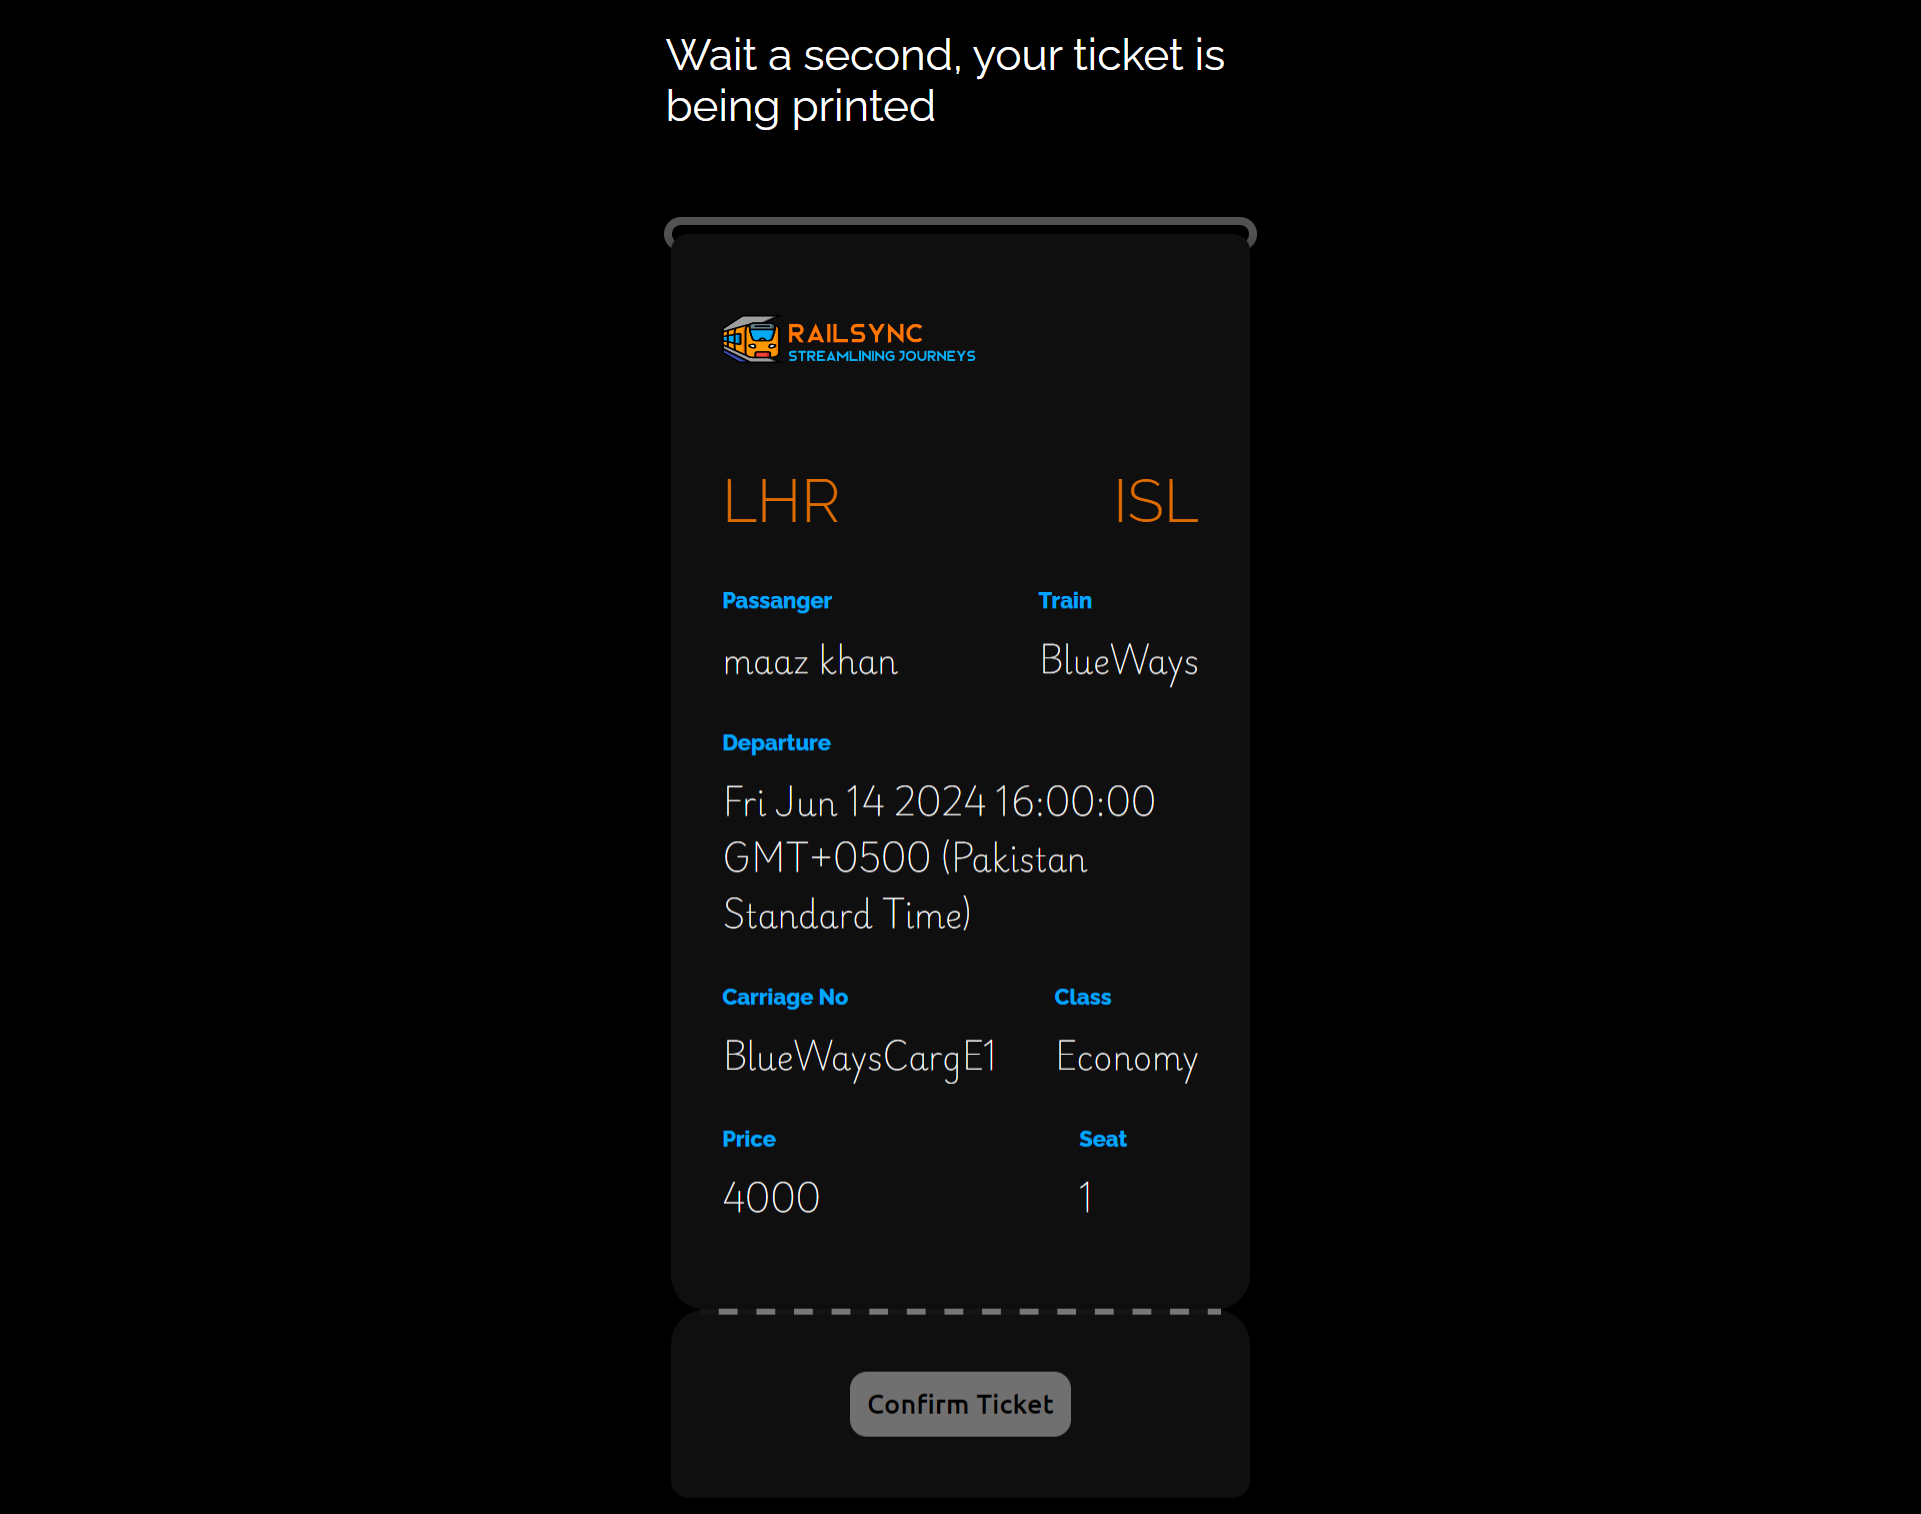 Wait a second, your ticket is
being printed
RAILSYNC
STREAMLINING JOURNEYS
LHR ISL
Passanger Train
maaz khan BlueWays
Departure
Fri Jun 14 2024 16:00:00
GMT+0500 (Pakistan
Standard Time)
Carriage No Class
BlueWaysCargE1 Economy
Price Seat
4000 1
Confirm Ticket